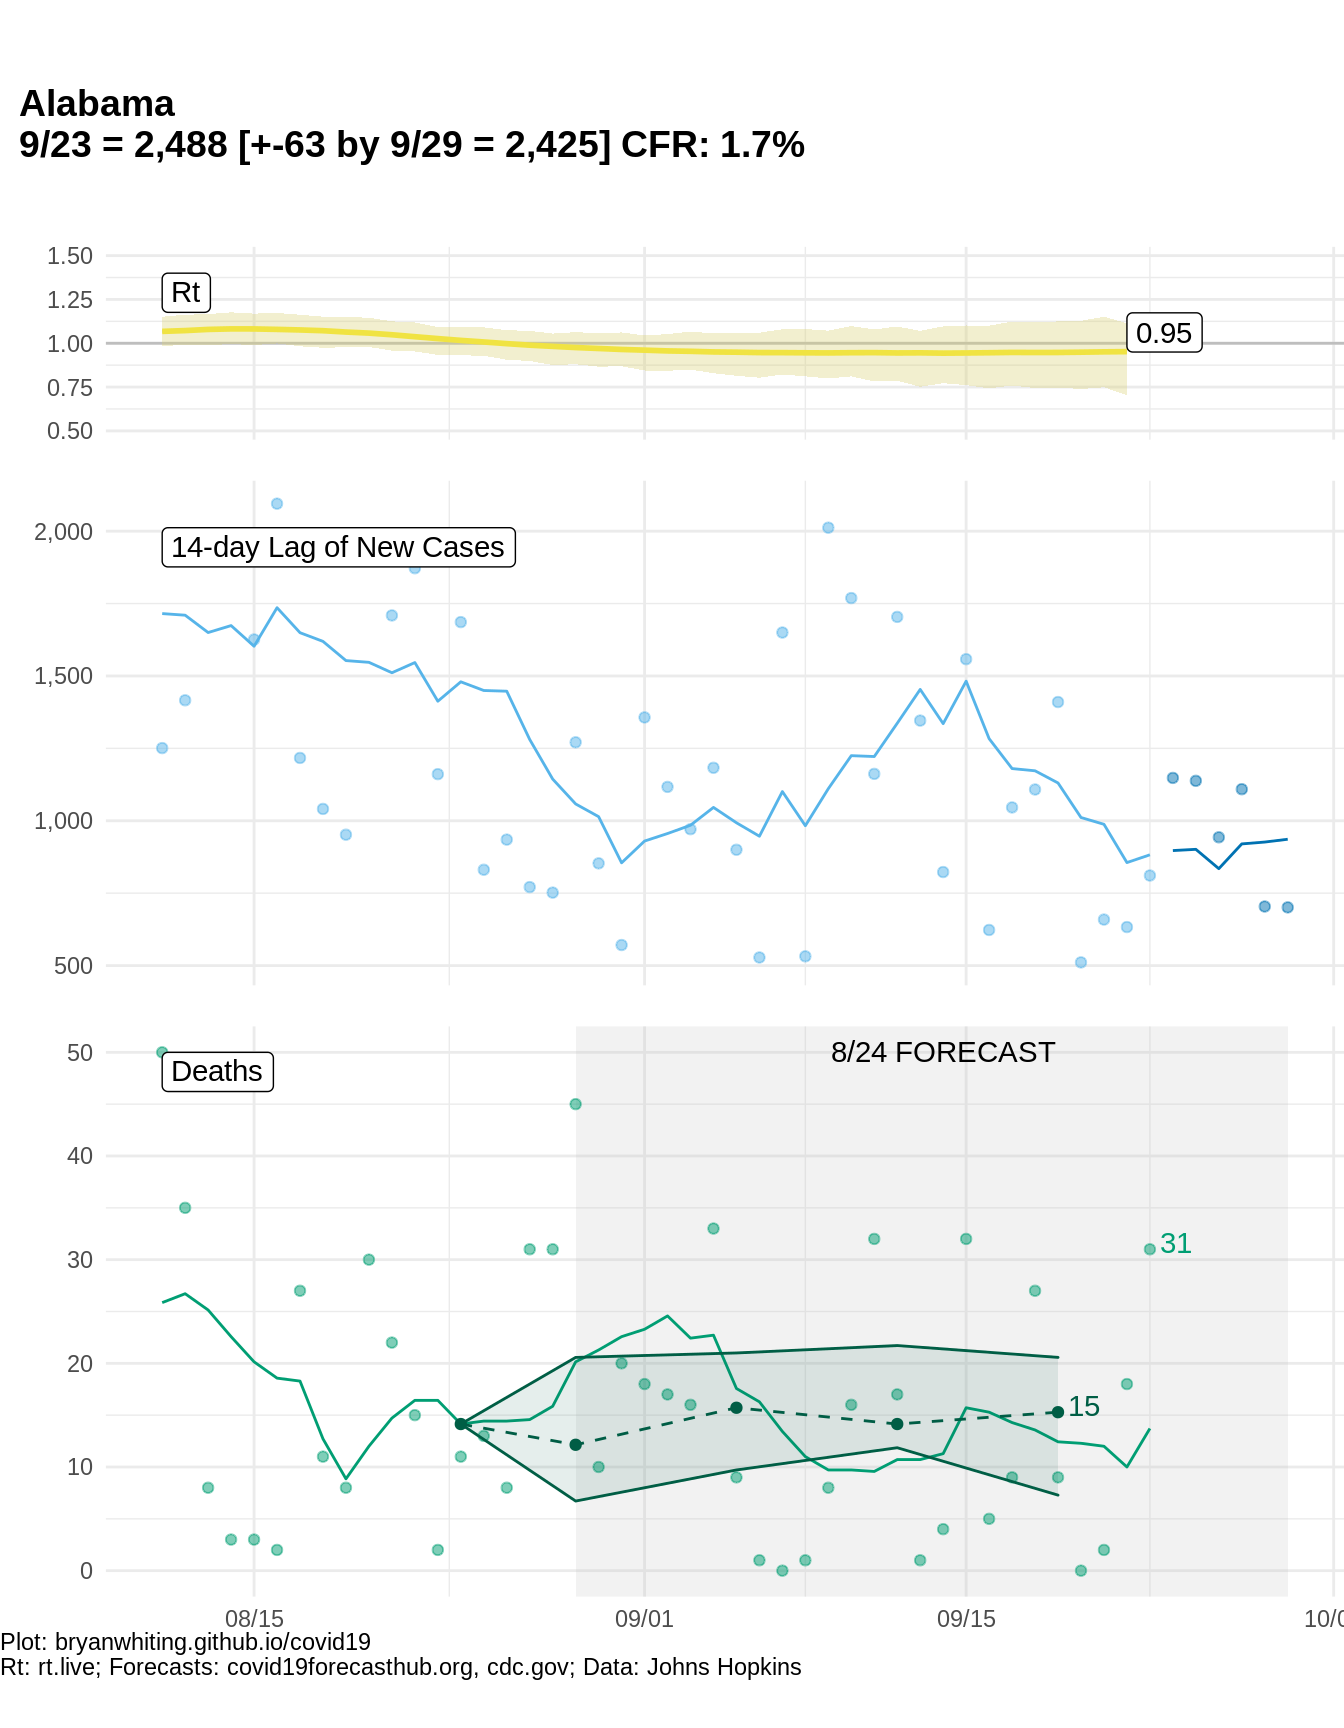 Alabama
9/23 = 2,488 [+-63 by 9/29 = 2,425] CFR: 1.7%
1.50
1.25
1.00
0.75
0.50
Rt
0.95
2,000
1,500
1,000
500
14-day Lag of New Cases
50
40
30
20
10
0
Deaths
8/24 FORECAST
31
15
08/15
09/01
09/15
Plot: bryanwhiting.github.io/covid19
Rt: rt.live; Forecasts: covid19forecasthub.org, cdc.gov; Data: Johns Hopkins